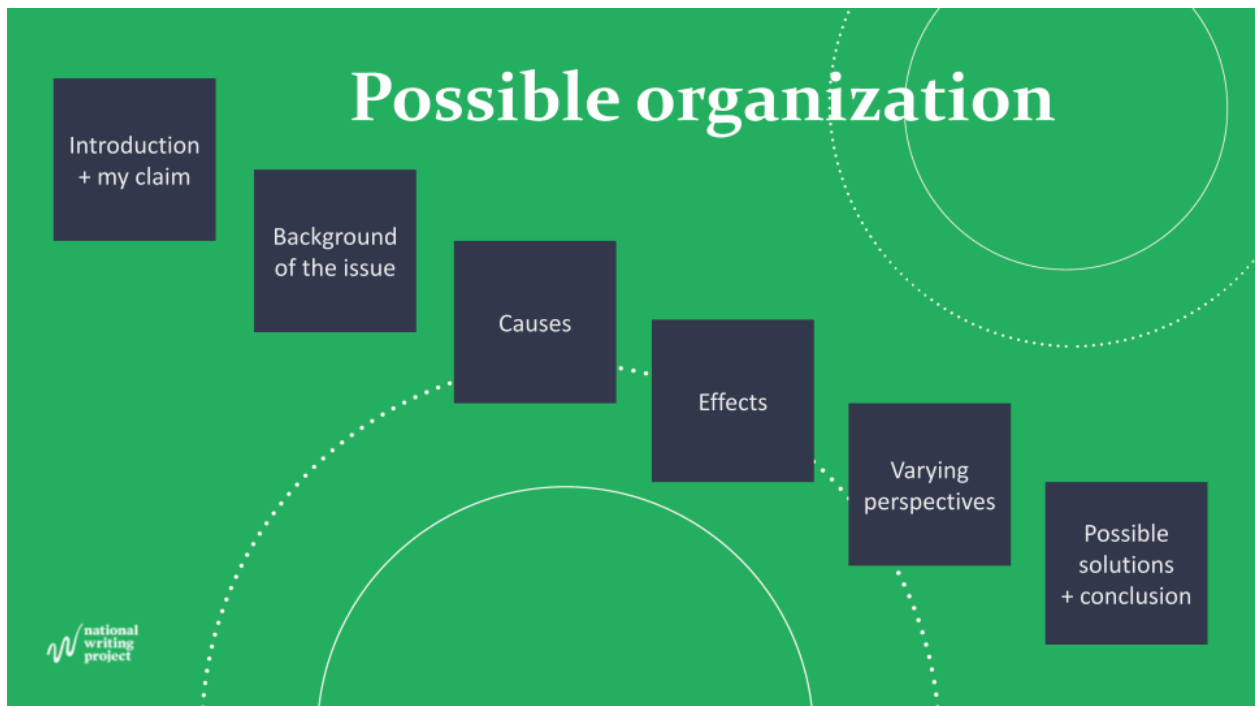 Possible organization
Introduction
+ my claim
Background
of the issue
Causes
Effects
Varying
perspectives
Possible
solutions
+ conclusion
national
writing
project